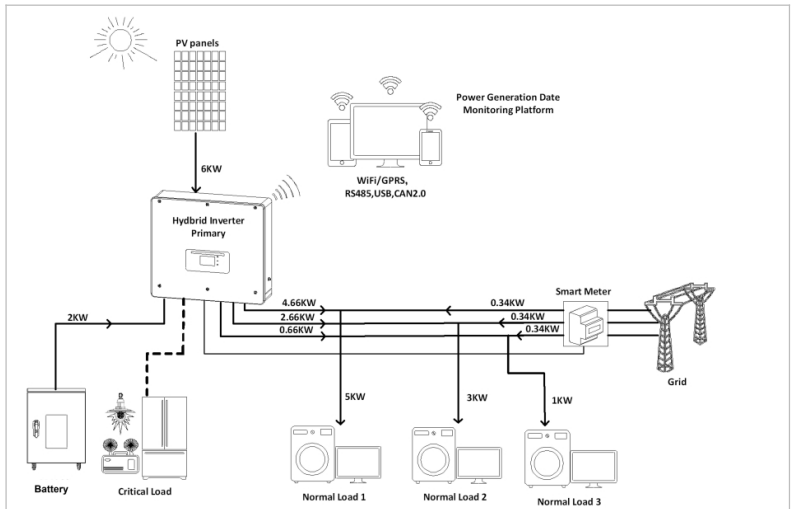 PV panels
Power Generation Date
Monitoring Platform
6KW
WiFi/GPRS,
RS485,USB,CAN2.0
Hydbrid Inverter
Primary
Smart Meter
4.66KW
0.34KW
2KW
2.66KW
0.34KW
0.66KW
0.34KW
Grid
5KW
3KW
1KW
Battery
Critical Load
Normal Load 1
Normal Load 2
Normal Load 3